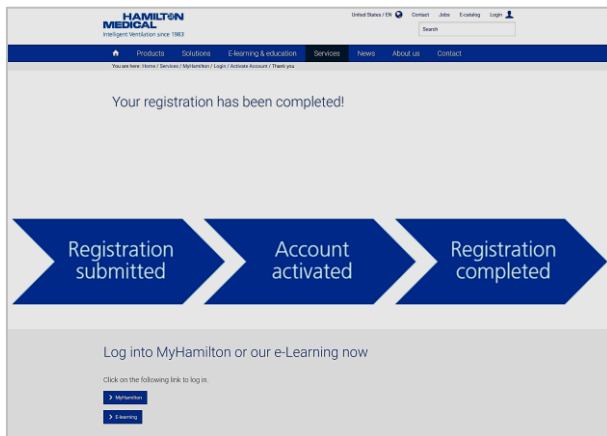 HAMILTON
MEDICAL
Intelligent Ventilation since 1983
United States / EN Contact Jobs E-catalog Login
Search
Products Solutions E-learning & education Services News About us Contact
You are here: Home / Services / MyHamilton / Login / Activate Account / Thank you
Your registration has been completed!
Registration submitted
Account activated
Registration completed
Log into MyHamilton or our e-Learning now
Click on the following link to log in.
MyHamilton
E-learning